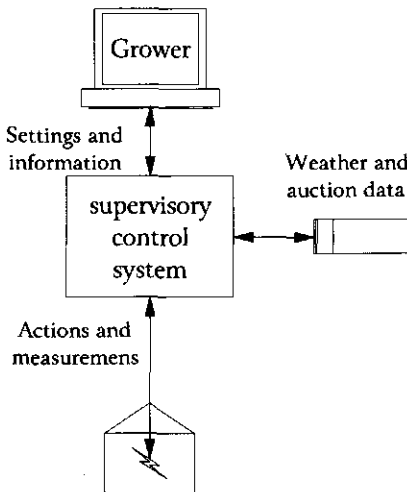 Grower
Settings and
information
Weather and
auction data
supervisory
control
system
Actions and
measuremens